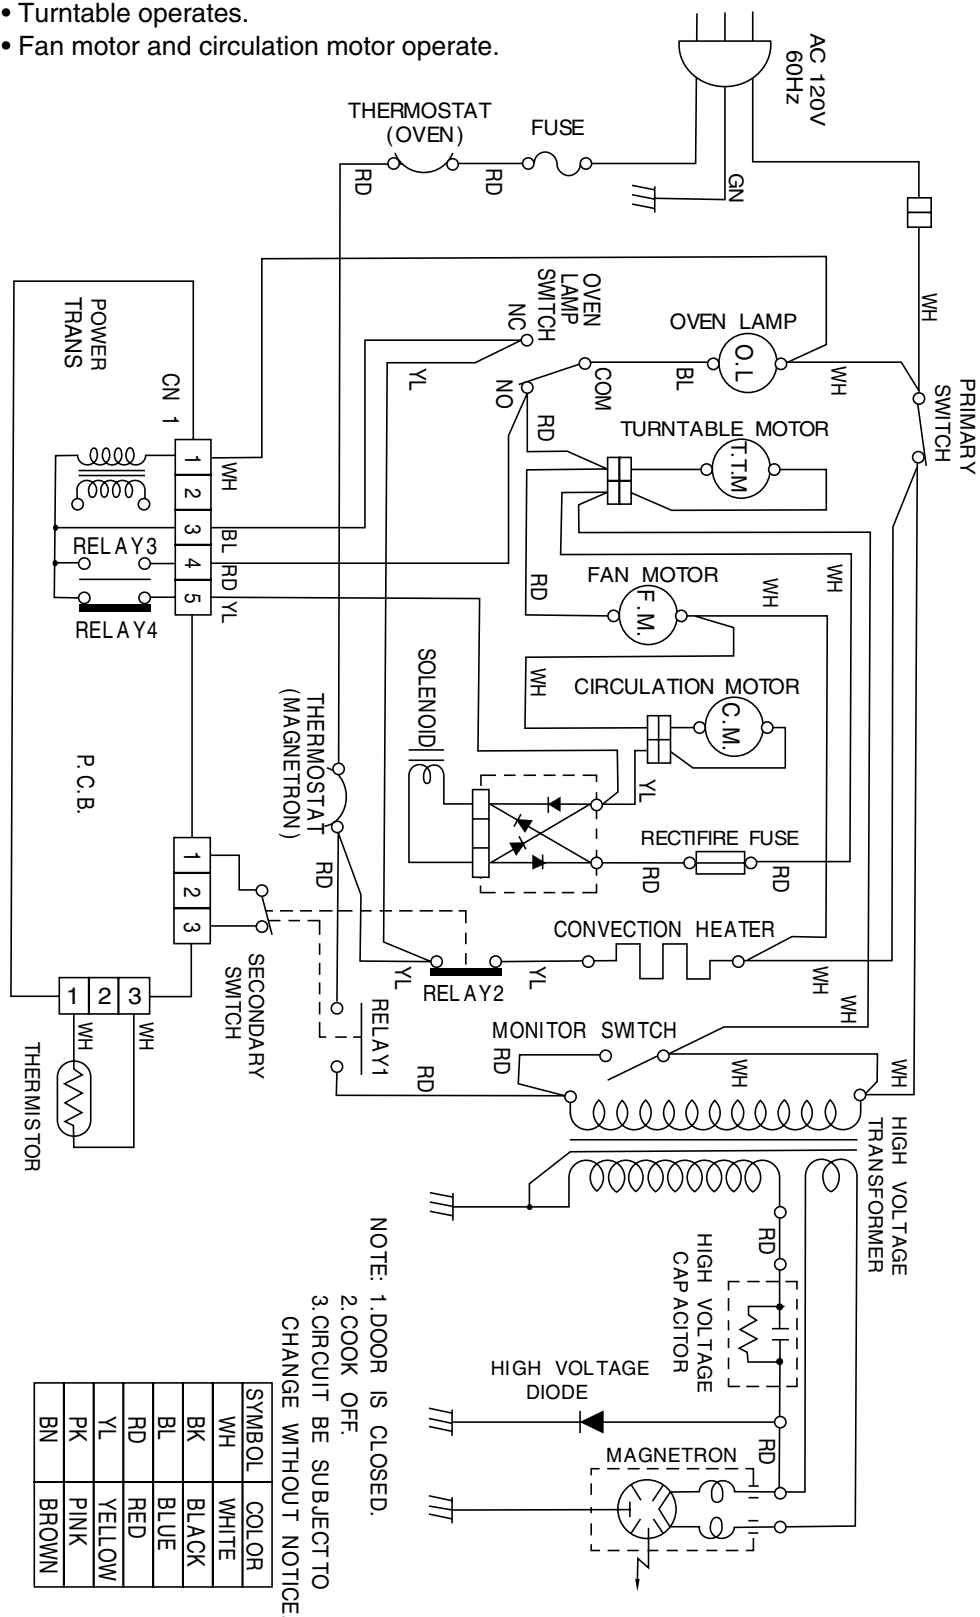 • Turntable operates.
• Fan motor and circulation motor operate.
AC 120V
60Hz
THERMOSTAT
(OVEN)
FUSE
RD
RD
GN
WH
POWER
TRANS
CN 1
OVEN
LAMP
SWITCH
NC
NO
COM
YL
OVEN LAMP
O.L
BL
WH
PRIMARY
SWITCH
RD
TURNTABLE MOTOR
T.T.M
1
2
3
4
5
WH
BL
RD
YL
RELAY3
RELAY4
RD
FAN MOTOR
F.M.
WH
WH
SOLENOID
WH
CIRCULATION MOTOR
C.M.
YL
THERMOSTAT
(MAGNETRON)
P.C.B.
RECTIFIRE FUSE
RD
RD
RD
1
2
3
SECONDARY
SWITCH
CONVECTION HEATER
YL
RELAY2
YL
WH
WH
1 2 3
WH
WH
THERMISTOR
RELAY1
RD
MONITOR SWITCH
RD
WH
WH
HIGH VOLTAGE
TRANSFORMER
RD
HIGH VOLTAGE
CAPACITOR
HIGH VOLTAGE
DIODE
RD
MAGNETRON
NOTE: 1.DOOR IS CLOSED.
2.COOK OFF.
3.CIRCUIT BE SUBJECT TO
CHANGE WITHOUT NOTICE.
SYMBOL COLOR
WH WHITE
BK BLACK
BL BLUE
RD RED
YL YELLOW
PK PINK
BN BROWN